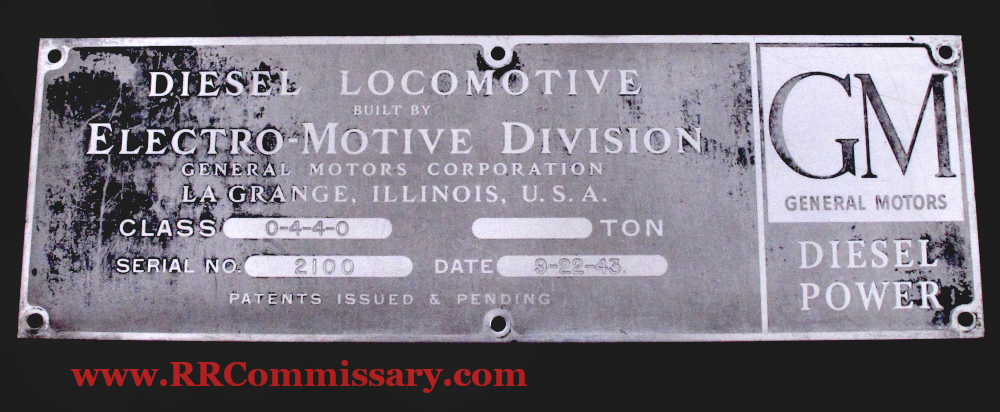 DIESEL LOCOMOTIVE
BUILT BY
ELECTRO-MOTIVE DIVISION
GENERAL MOTORS CORPORATION
LA GRANGE, ILLINOIS, U.S.A.
CLASS 0-4-4-0 TON
SERIAL NO. 2100 DATE 9-22-43.
PATENTS ISSUED & PENDING
GM
GENERAL MOTORS
DIESEL
POWER
www.RRCommissary.com